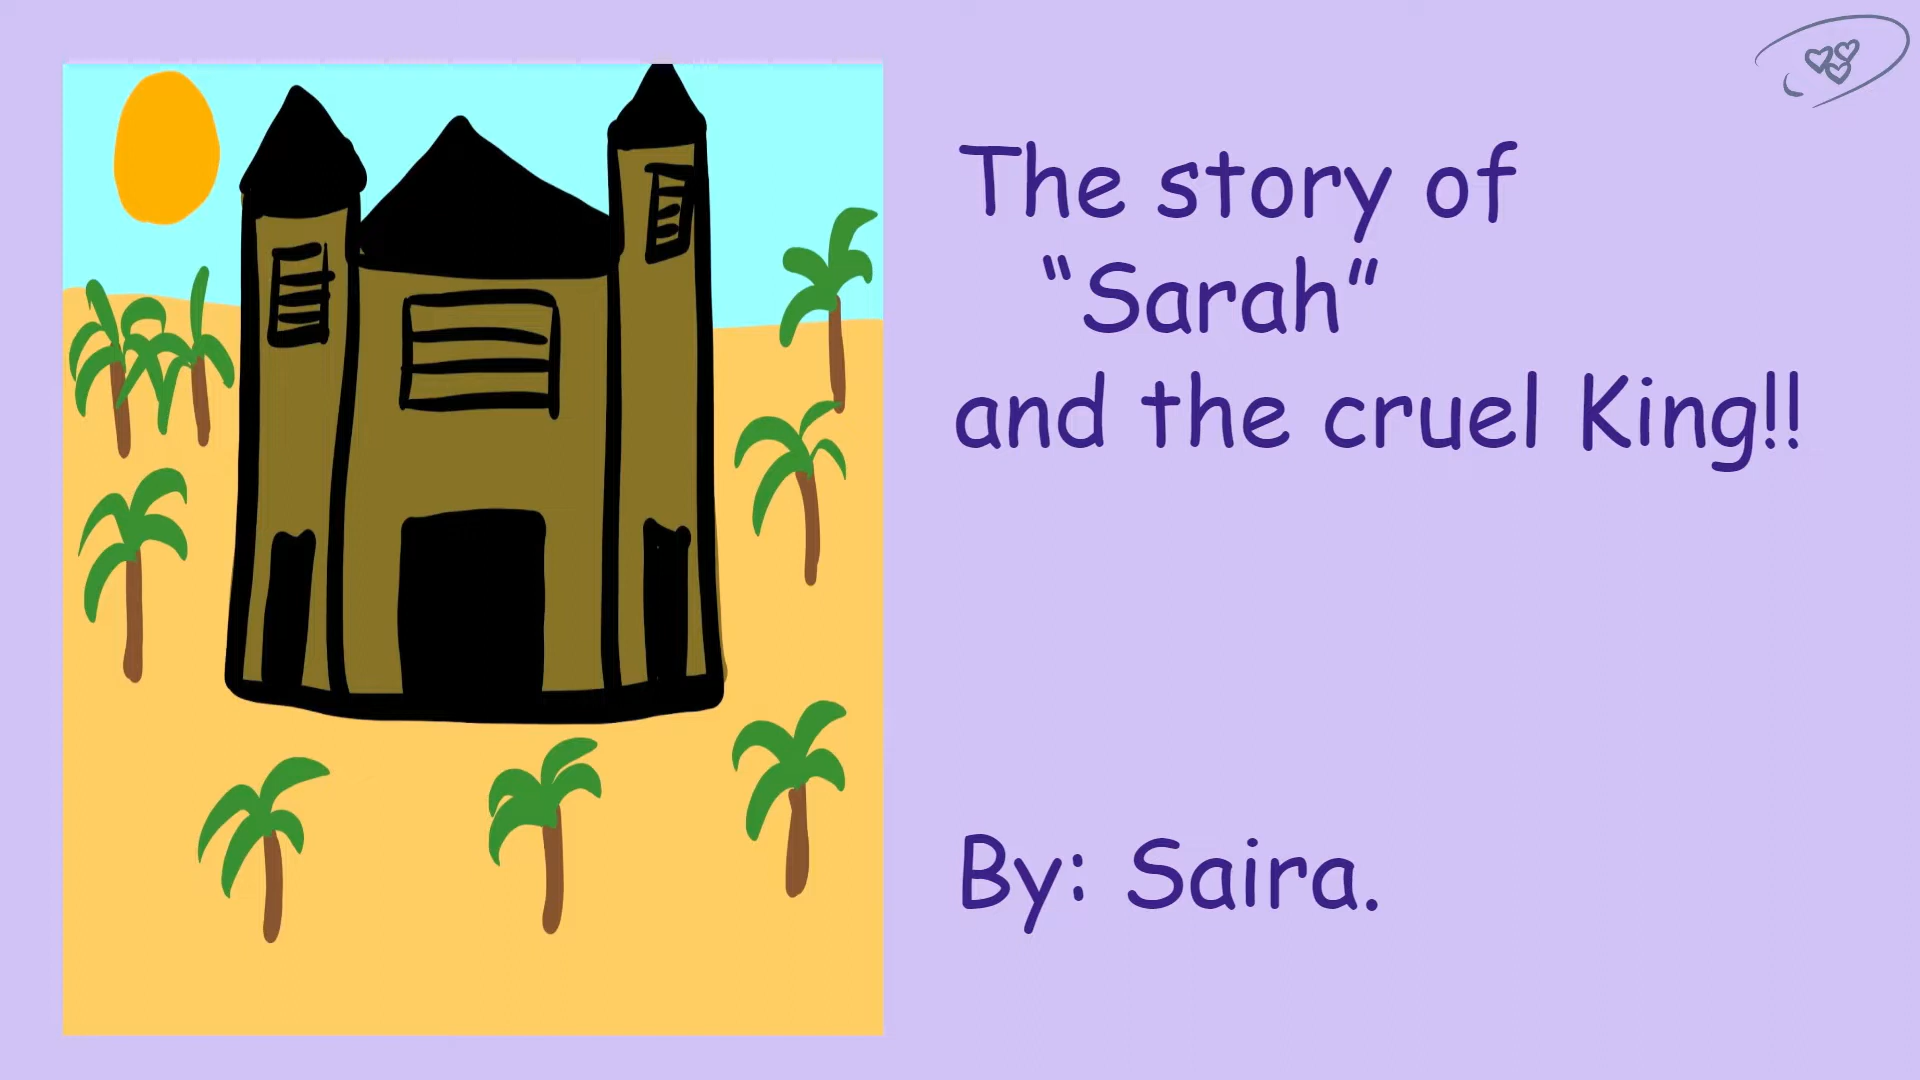 The story of
“Sarah”
and the cruel King!!
By: Saira.